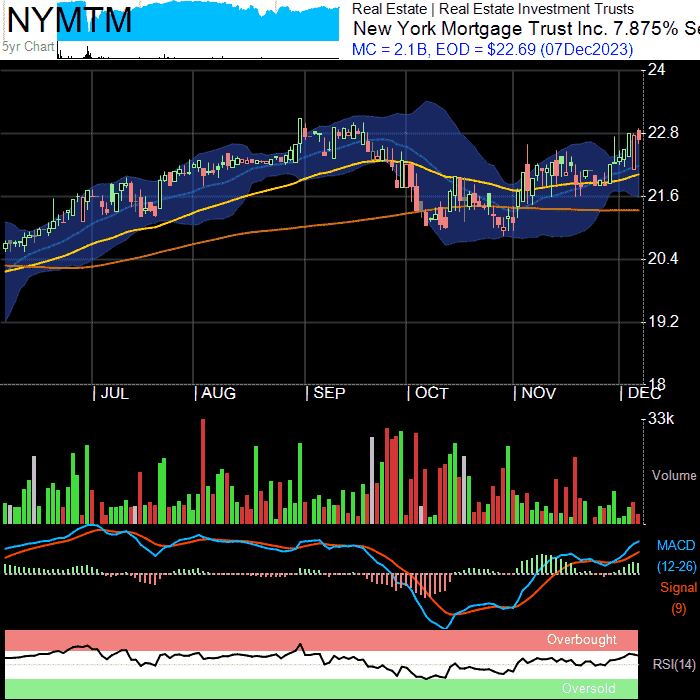 NYMTM
5yr Chart
Real Estate | Real Estate Investment Trusts
New York Mortgage Trust Inc. 7.875% Se
MC = 2.1B, EOD = $22.69 (07Dec2023)
24
22.8
21.6
20.4
19.2
18
| JUL | AUG | SEP | OCT | NOV | DEC
33k
Volume
MACD
(12-26)
Signal
(9)
Overbought
RSI(14)
Oversold